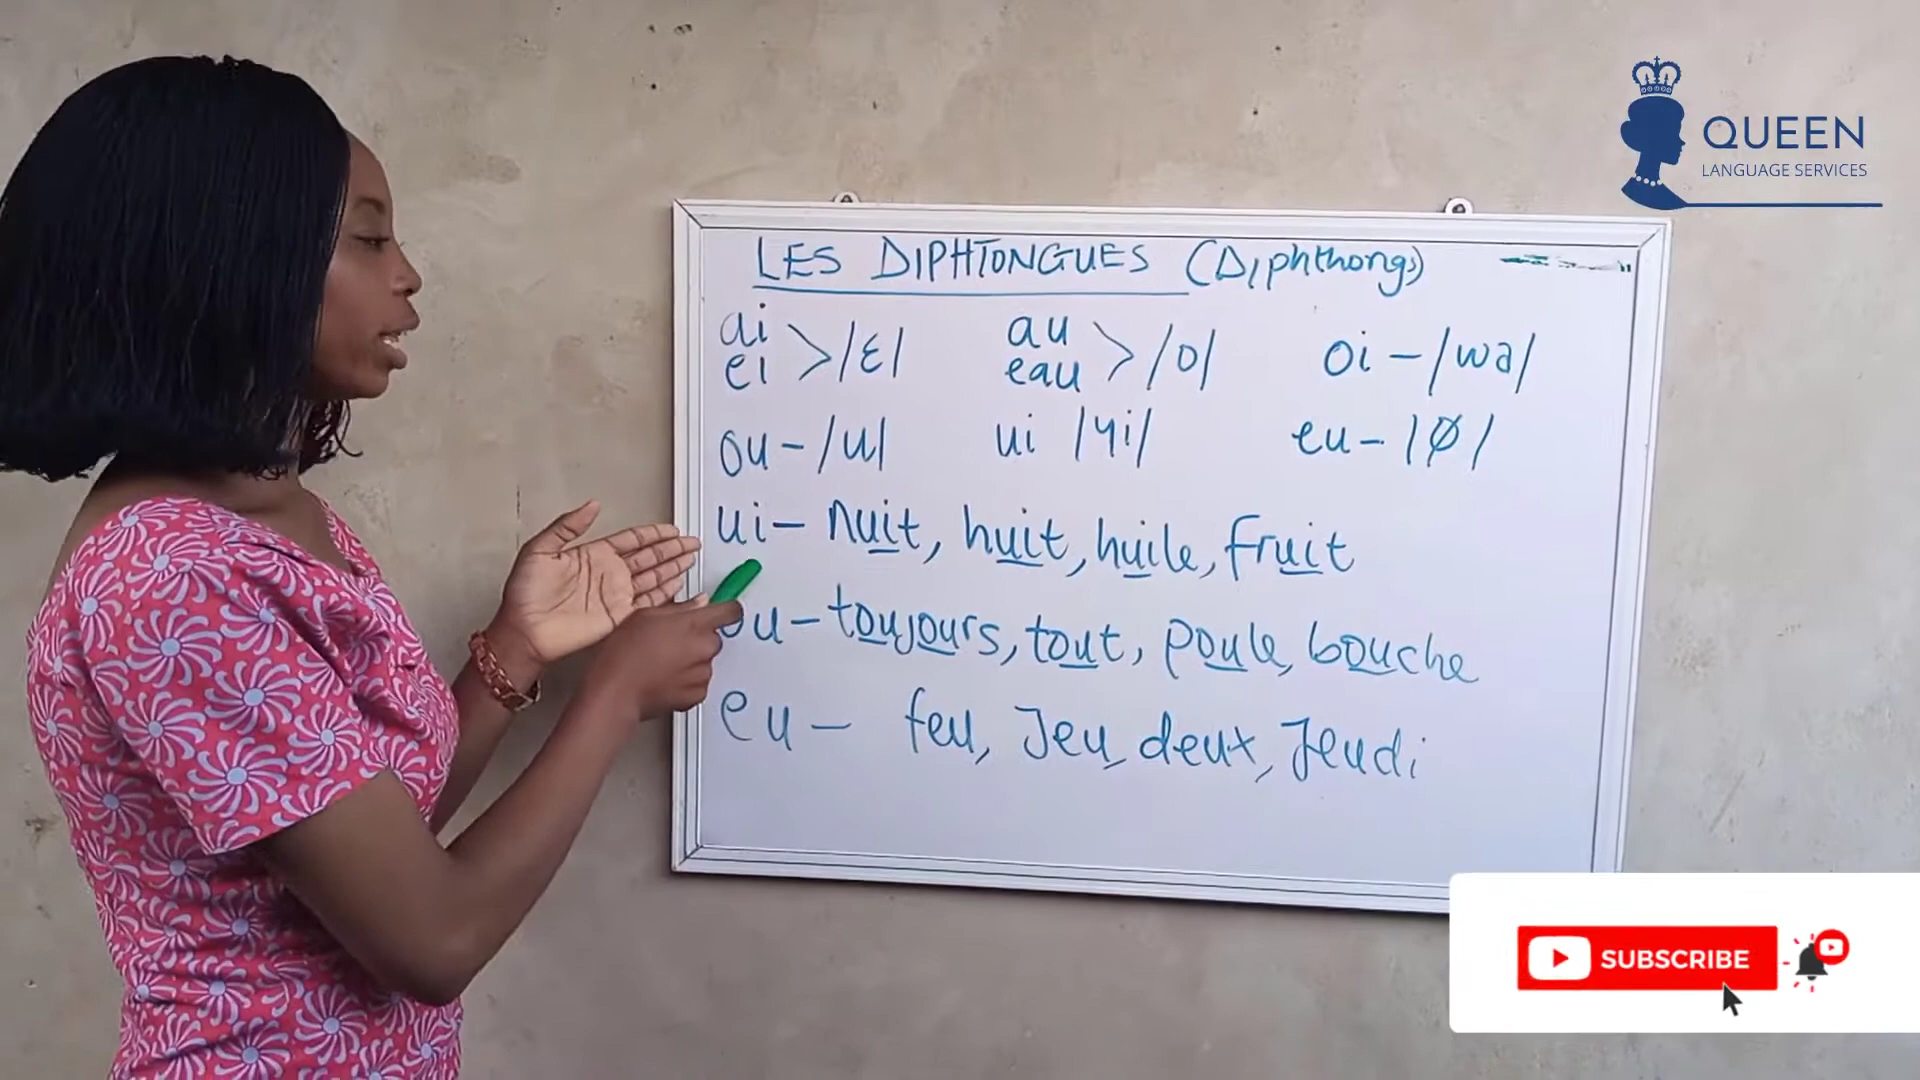 QUEEN
LANGUAGE SERVICES
LES DIPHTONGUES (Diphthongs)
ai
ei >/ɛ/
au
eau >/o/
oi - /wa/
ou - /u/
ui /ɥi/
eu - /ø/
ui - nuit, huit, huile, fruit
ou - toujours, tout, poule, bouche
eu - feu, Jeu, deux, Jeudi
SUBSCRIBE